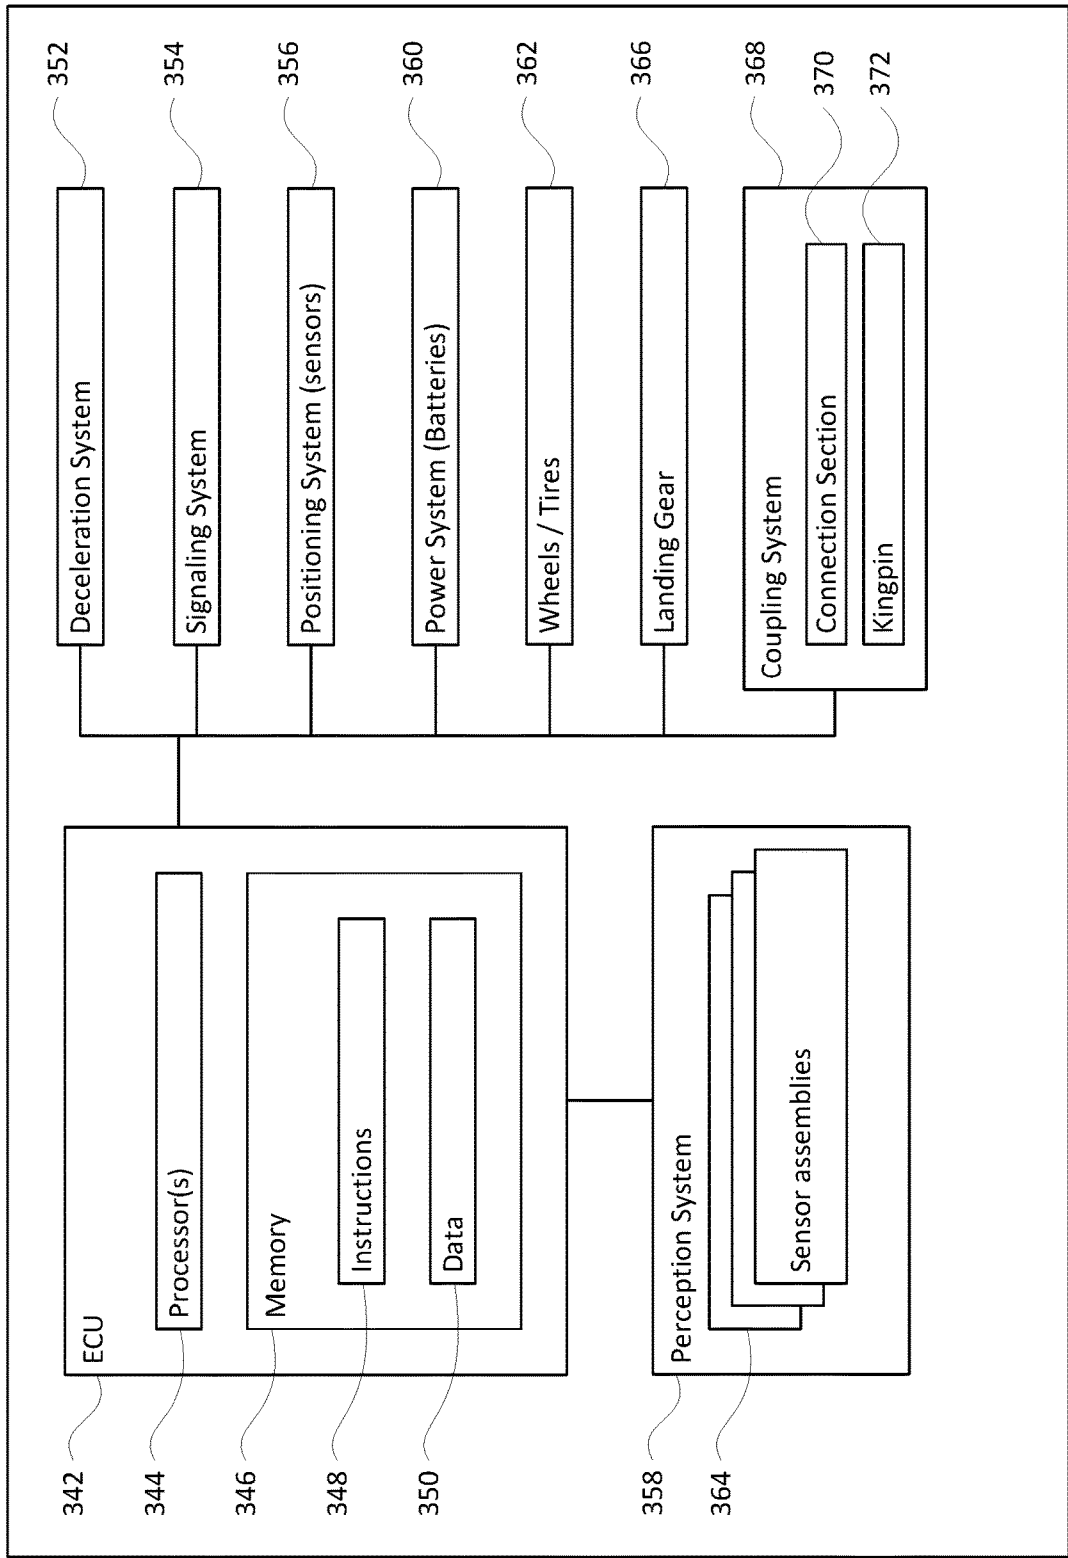 342
ECU
344
Processor(s)
346
Memory
348
Instructions
350
Data
358
Perception System
364
Sensor assemblies
Deceleration System
352
Signaling System
354
Positioning System (sensors)
356
Power System (Batteries)
360
Wheels / Tires
362
Landing Gear
366
Coupling System
368
Connection Section
370
Kingpin
372